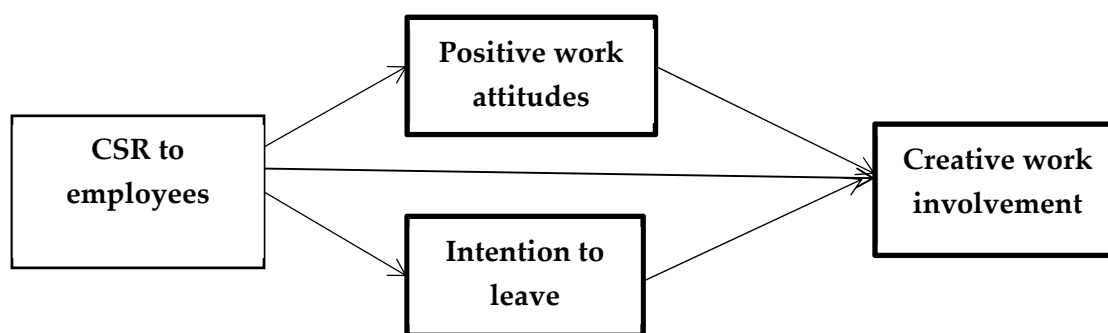 Positive work
attitudes
CSR to
employees
Creative work
involvement
Intention to
leave